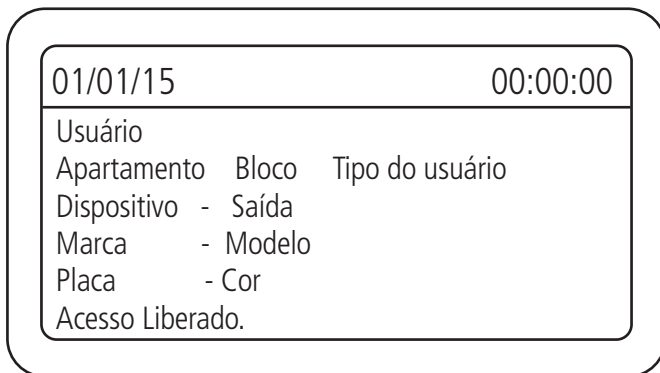 01/01/15 00:00:00
Usuário
Apartamento Bloco Tipo do usuário
Dispositivo - Saída
Marca - Modelo
Placa - Cor
Acesso Liberado.